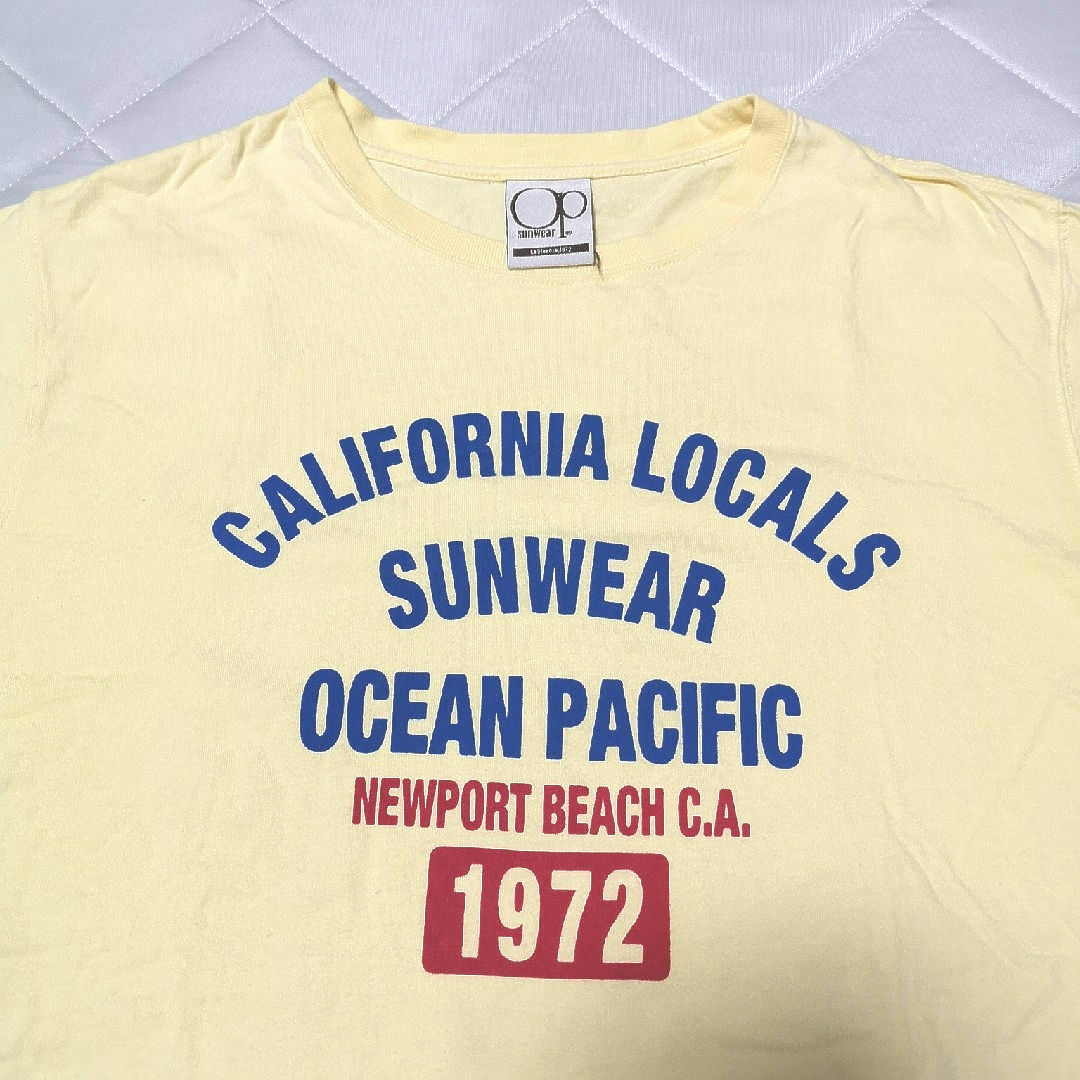 Op
sunwear
CALIFORNIA LOCALS
SUNWEAR
OCEAN PACIFIC
NEWPORT BEACH C.A.
1972